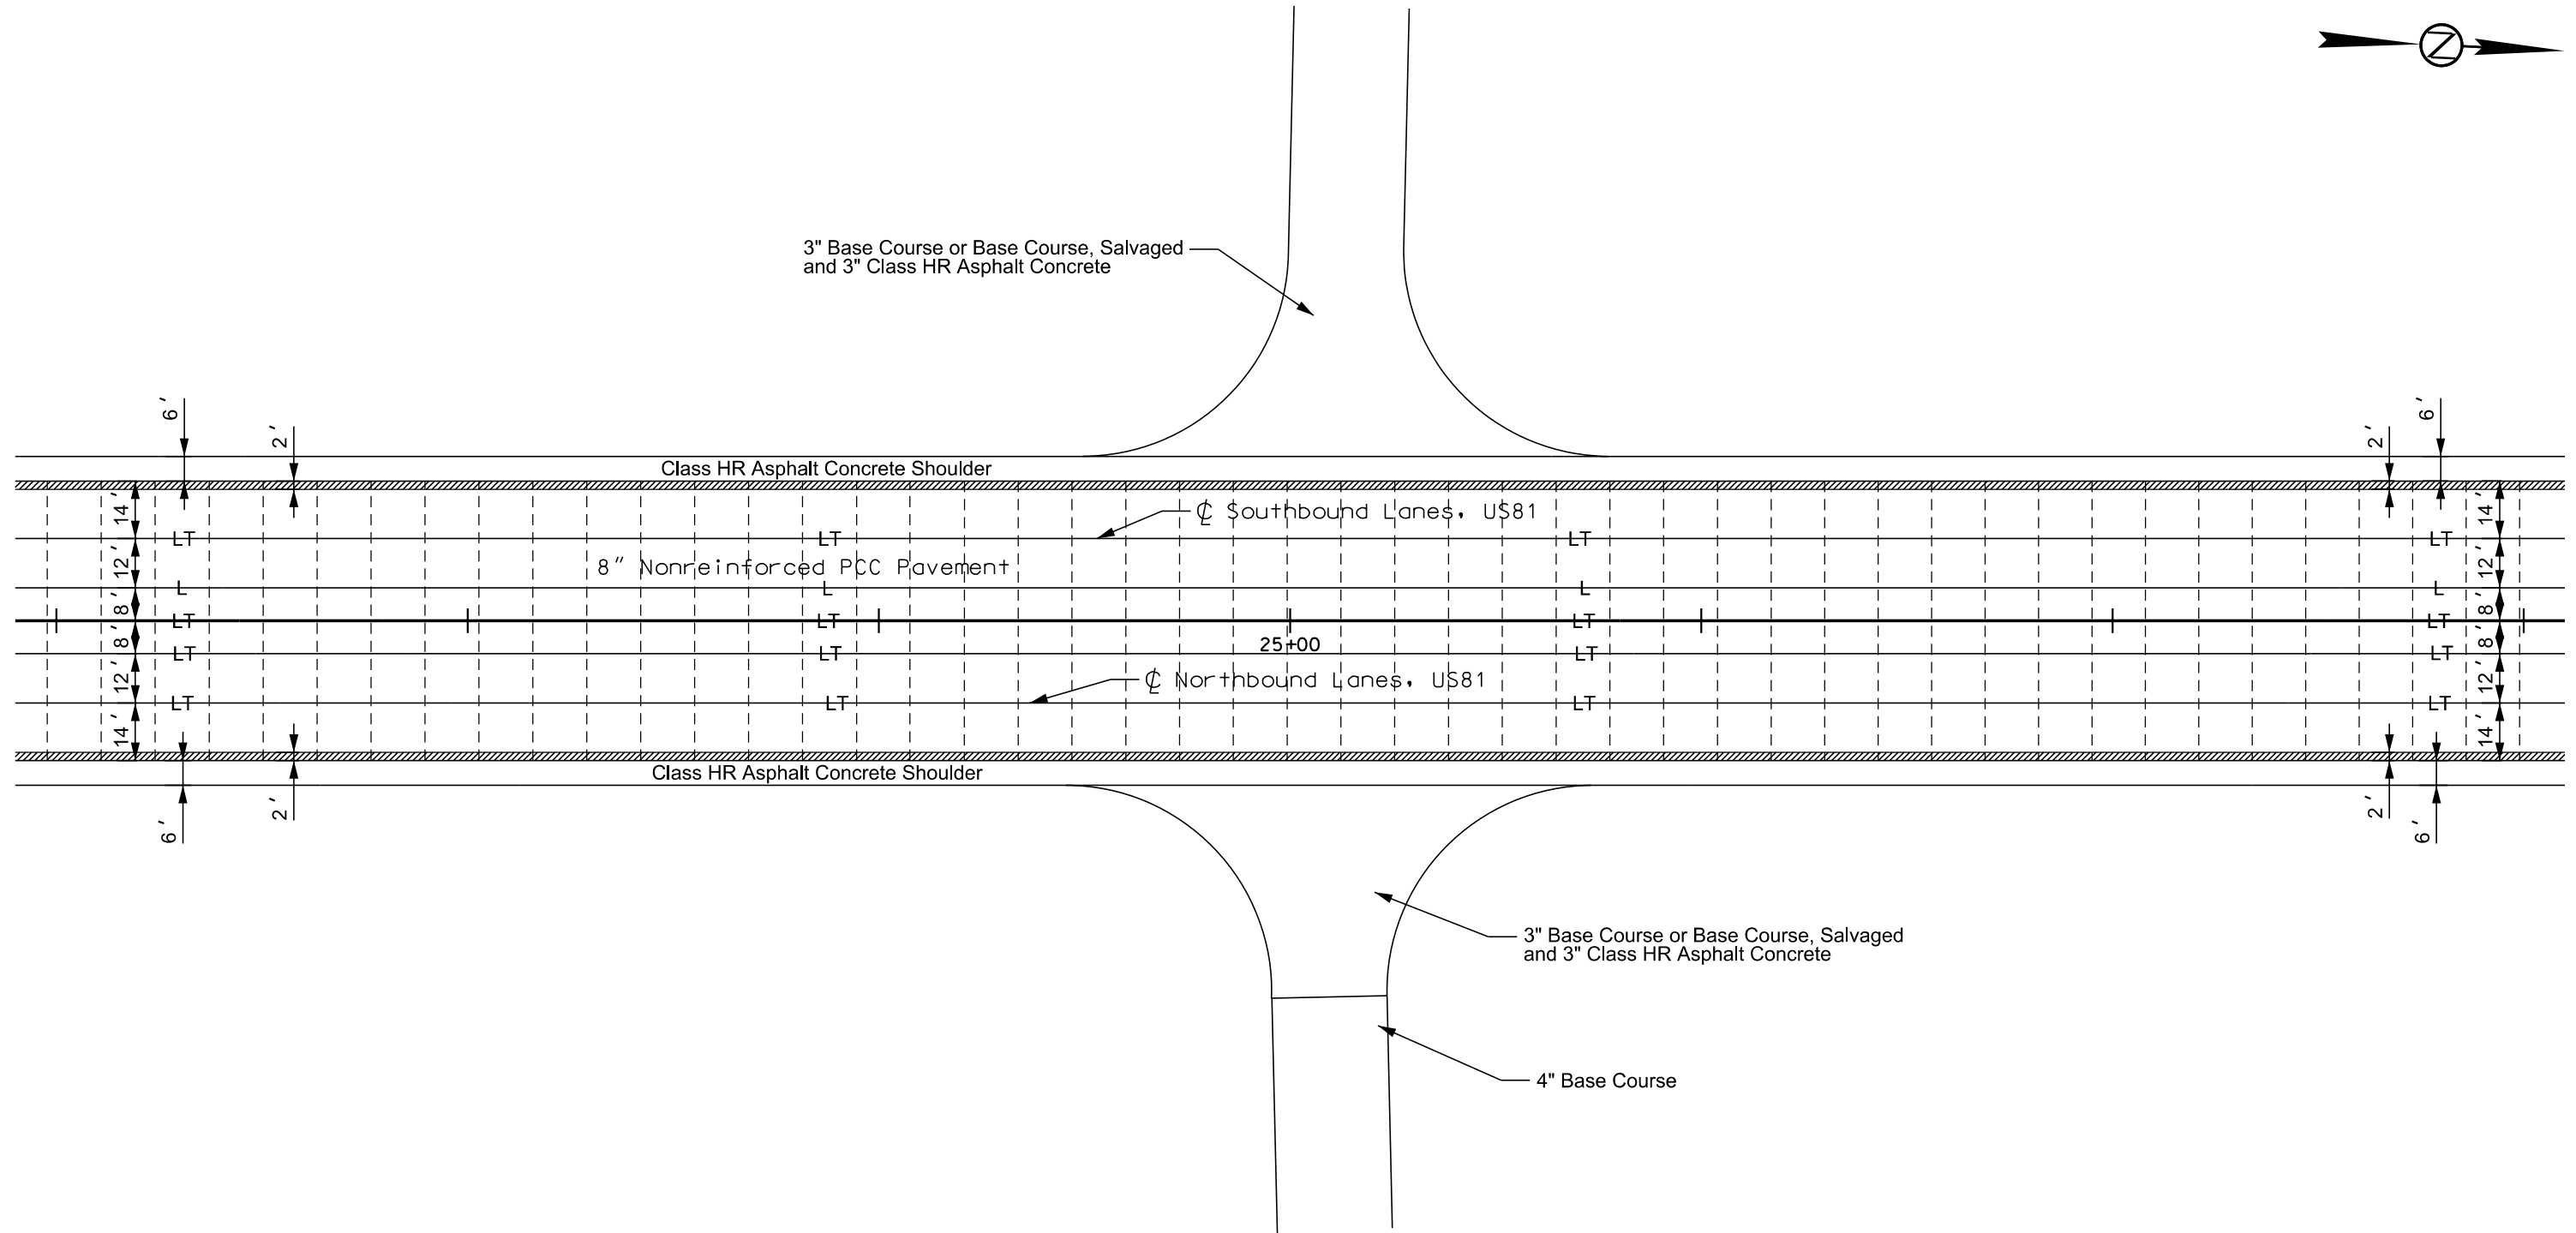 Z
3" Base Course or Base Course, Salvaged
and 3" Class HR Asphalt Concrete
6'
2'
2'
6'
Class HR Asphalt Concrete Shoulder
14'
℄ Southbound Lanes, US81
14'
LT
LT
LT
LT
12'
8" Nonreinforced PCC Pavement
12'
L
L
L
L
8'
8'
LT
LT
LT
LT
8'
25+00
8'
LT
LT
LT
LT
12'
℄ Northbound Lanes, US81
12'
LT
LT
LT
LT
14'
14'
Class HR Asphalt Concrete Shoulder
6'
2'
2'
6'
3" Base Course or Base Course, Salvaged
and 3" Class HR Asphalt Concrete
4" Base Course